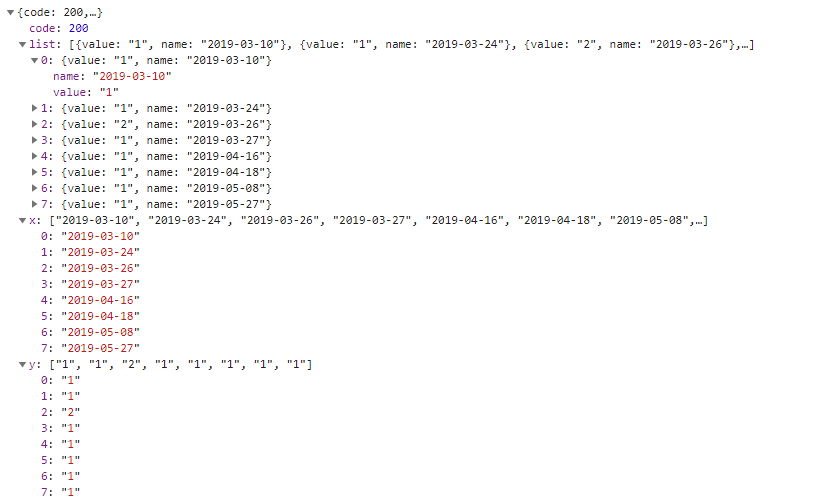 {code: 200,…}
code: 200
list: [{value: "1", name: "2019-03-10"}, {value: "1", name: "2019-03-24"}, {value: "2", name: "2019-03-26"},…]
0: {value: "1", name: "2019-03-10"}
name: "2019-03-10"
value: "1"
1: {value: "1", name: "2019-03-24"}
2: {value: "2", name: "2019-03-26"}
3: {value: "1", name: "2019-03-27"}
4: {value: "1", name: "2019-04-16"}
5: {value: "1", name: "2019-04-18"}
6: {value: "1", name: "2019-05-08"}
7: {value: "1", name: "2019-05-27"}
x: ["2019-03-10", "2019-03-24", "2019-03-26", "2019-03-27", "2019-04-16", "2019-04-18", "2019-05-08",…]
0: "2019-03-10"
1: "2019-03-24"
2: "2019-03-26"
3: "2019-03-27"
4: "2019-04-16"
5: "2019-04-18"
6: "2019-05-08"
7: "2019-05-27"
y: ["1", "1", "2", "1", "1", "1", "1", "1"]
0: "1"
1: "1"
2: "2"
3: "1"
4: "1"
5: "1"
6: "1"
7: "1"